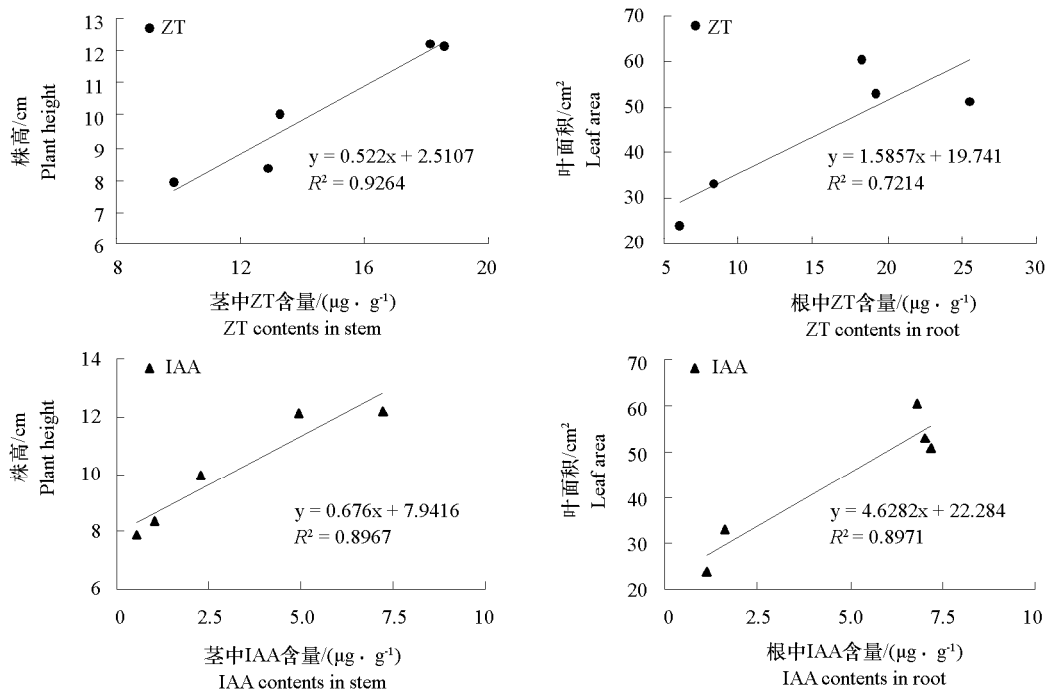 13
12
11
10
9
8
7
6
株高/cm
Plant height
ZT
y = 0.522x + 2.5107
R² = 0.9264
8 12 16 20
茎中ZT含量/(μg · g⁻¹)
ZT contents in stem
70
60
50
40
30
20
叶面积/cm²
Leaf area
ZT
y = 1.5857x + 19.741
R² = 0.7214
5 10 15 20 25 30
根中ZT含量/(μg · g⁻¹)
ZT contents in root
14
12
10
8
6
株高/cm
Plant height
IAA
y = 0.676x + 7.9416
R² = 0.8967
0 2.5 5.0 7.5 10
茎中IAA含量/(μg · g⁻¹)
IAA contents in stem
70
60
50
40
30
20
叶面积/cm²
Leaf area
IAA
y = 4.6282x + 22.284
R² = 0.8971
0 2.5 5.0 7.5 10
根中IAA含量/(μg · g⁻¹)
IAA contents in root